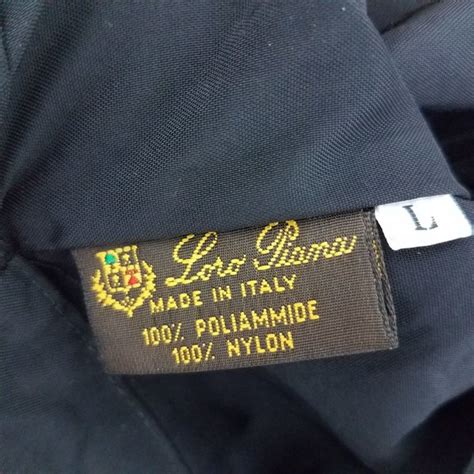 Loro Piana
MADE IN ITALY
100% POLIAMMIDE
100% NYLON
L